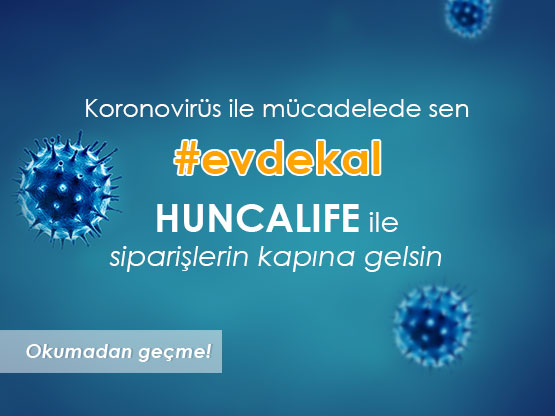 Koronovirüs ile mücadelede sen
#evdekal
HUNCALIFE ile
siparişlerin kapına gelsin
Okumadan geçme!